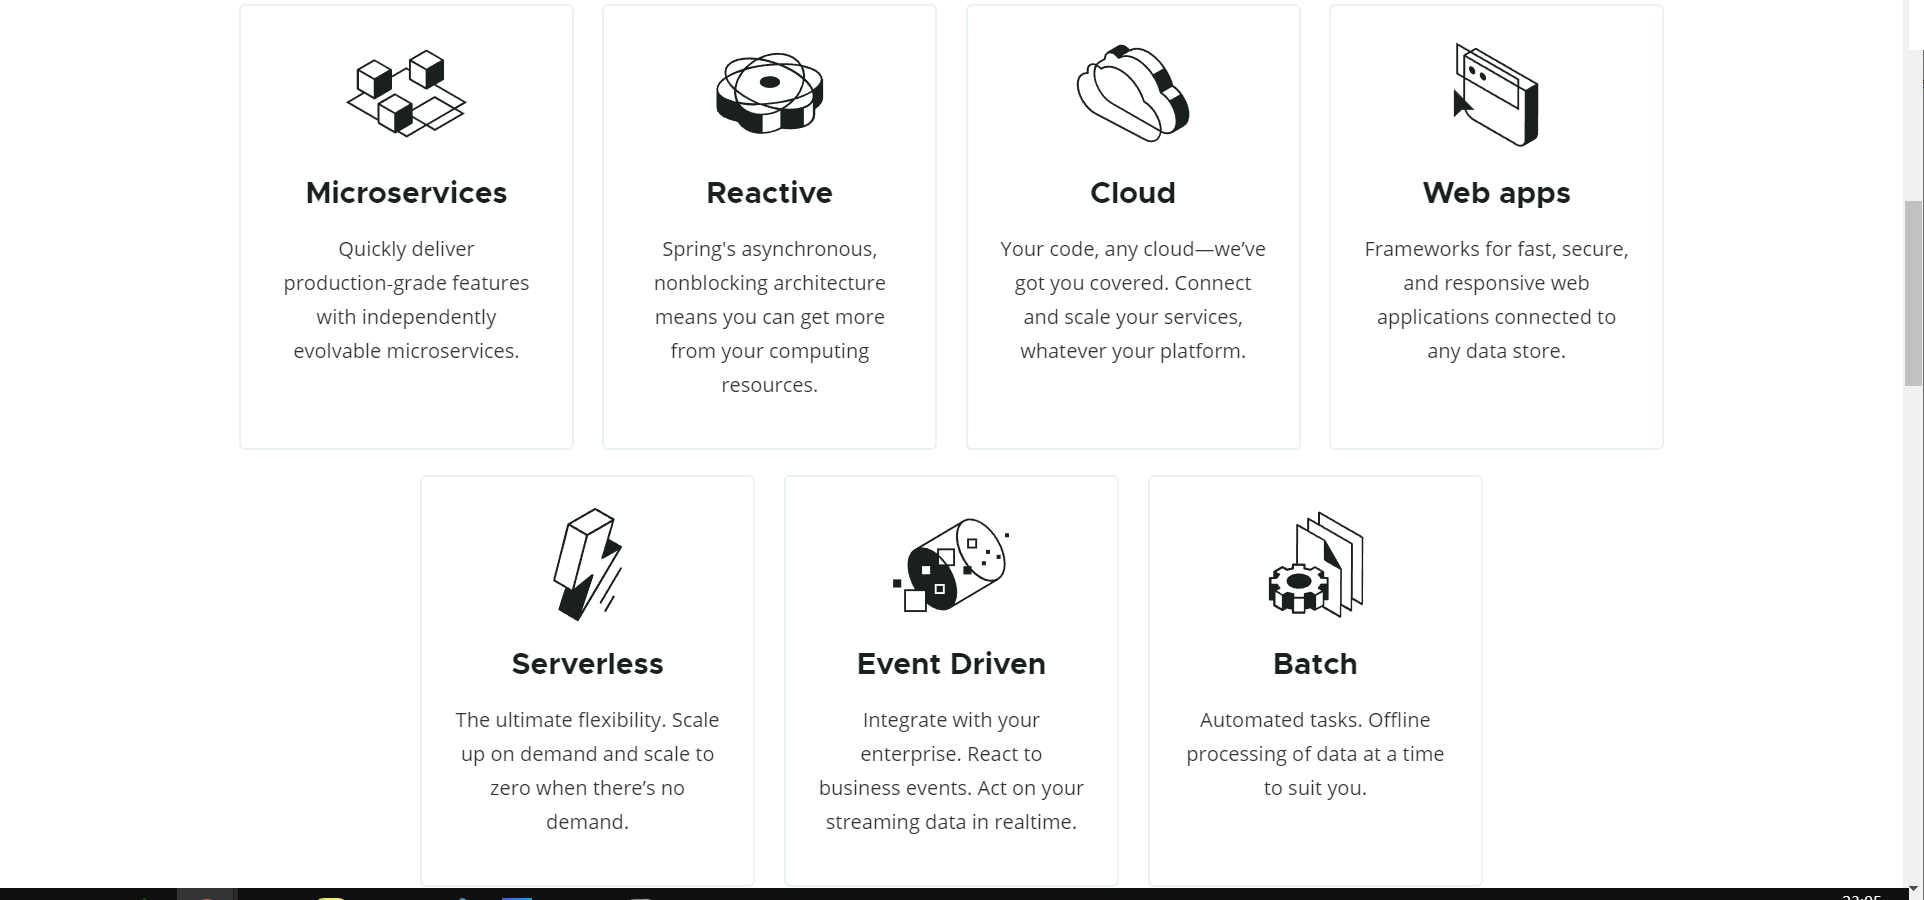 Microservices
Quickly deliver
production-grade features
with independently
evolvable microservices.
Reactive
Spring's asynchronous,
nonblocking architecture
means you can get more
from your computing
resources.
Cloud
Your code, any cloud—we’ve
got you covered. Connect
and scale your services,
whatever your platform.
Web apps
Frameworks for fast, secure,
and responsive web
applications connected to
any data store.
Serverless
The ultimate flexibility. Scale
up on demand and scale to
zero when there’s no
demand.
Event Driven
Integrate with your
enterprise. React to
business events. Act on your
streaming data in realtime.
Batch
Automated tasks. Offline
processing of data at a time
to suit you.